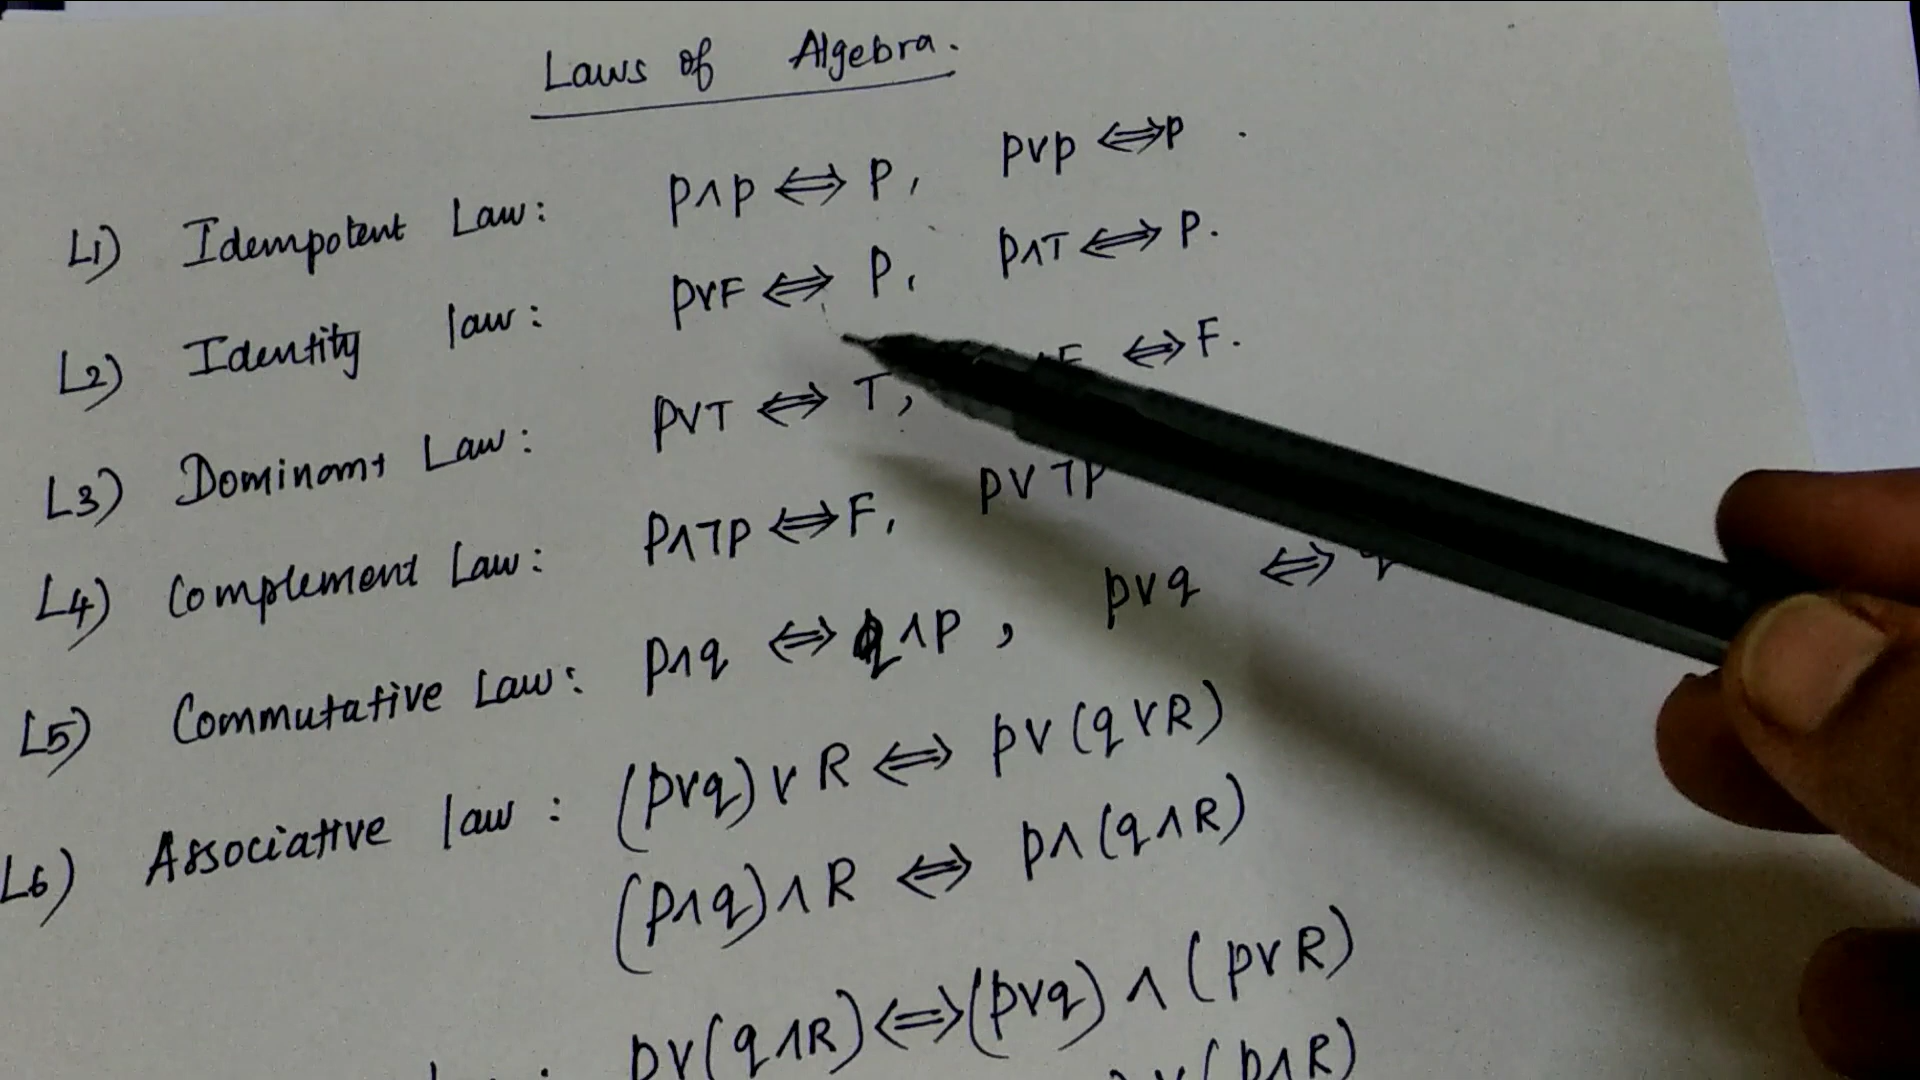 Laws of Algebra.
L1) Idempotent Law: p∧p ⇔ P, p∨p ⇔ P.
L2) Identity law: p∨F ⇔ P, p∧T ⇔ P.
L3) Dominant Law: p∨T ⇔ T, ∧F ⇔ F.
L4) Complement Law: P∧¬p ⇔ F, p∨¬p
L5) Commutative Law: p∧q ⇔ q∧p, p∨q ⇔
L6) Associative law: (p∨q)∨R ⇔ p∨(q∨R)
(p∧q)∧R ⇔ p∧(q∧R)
p∨(q∧R) ⇔ (p∨q)∧(p∨R)
∨(p∧R)